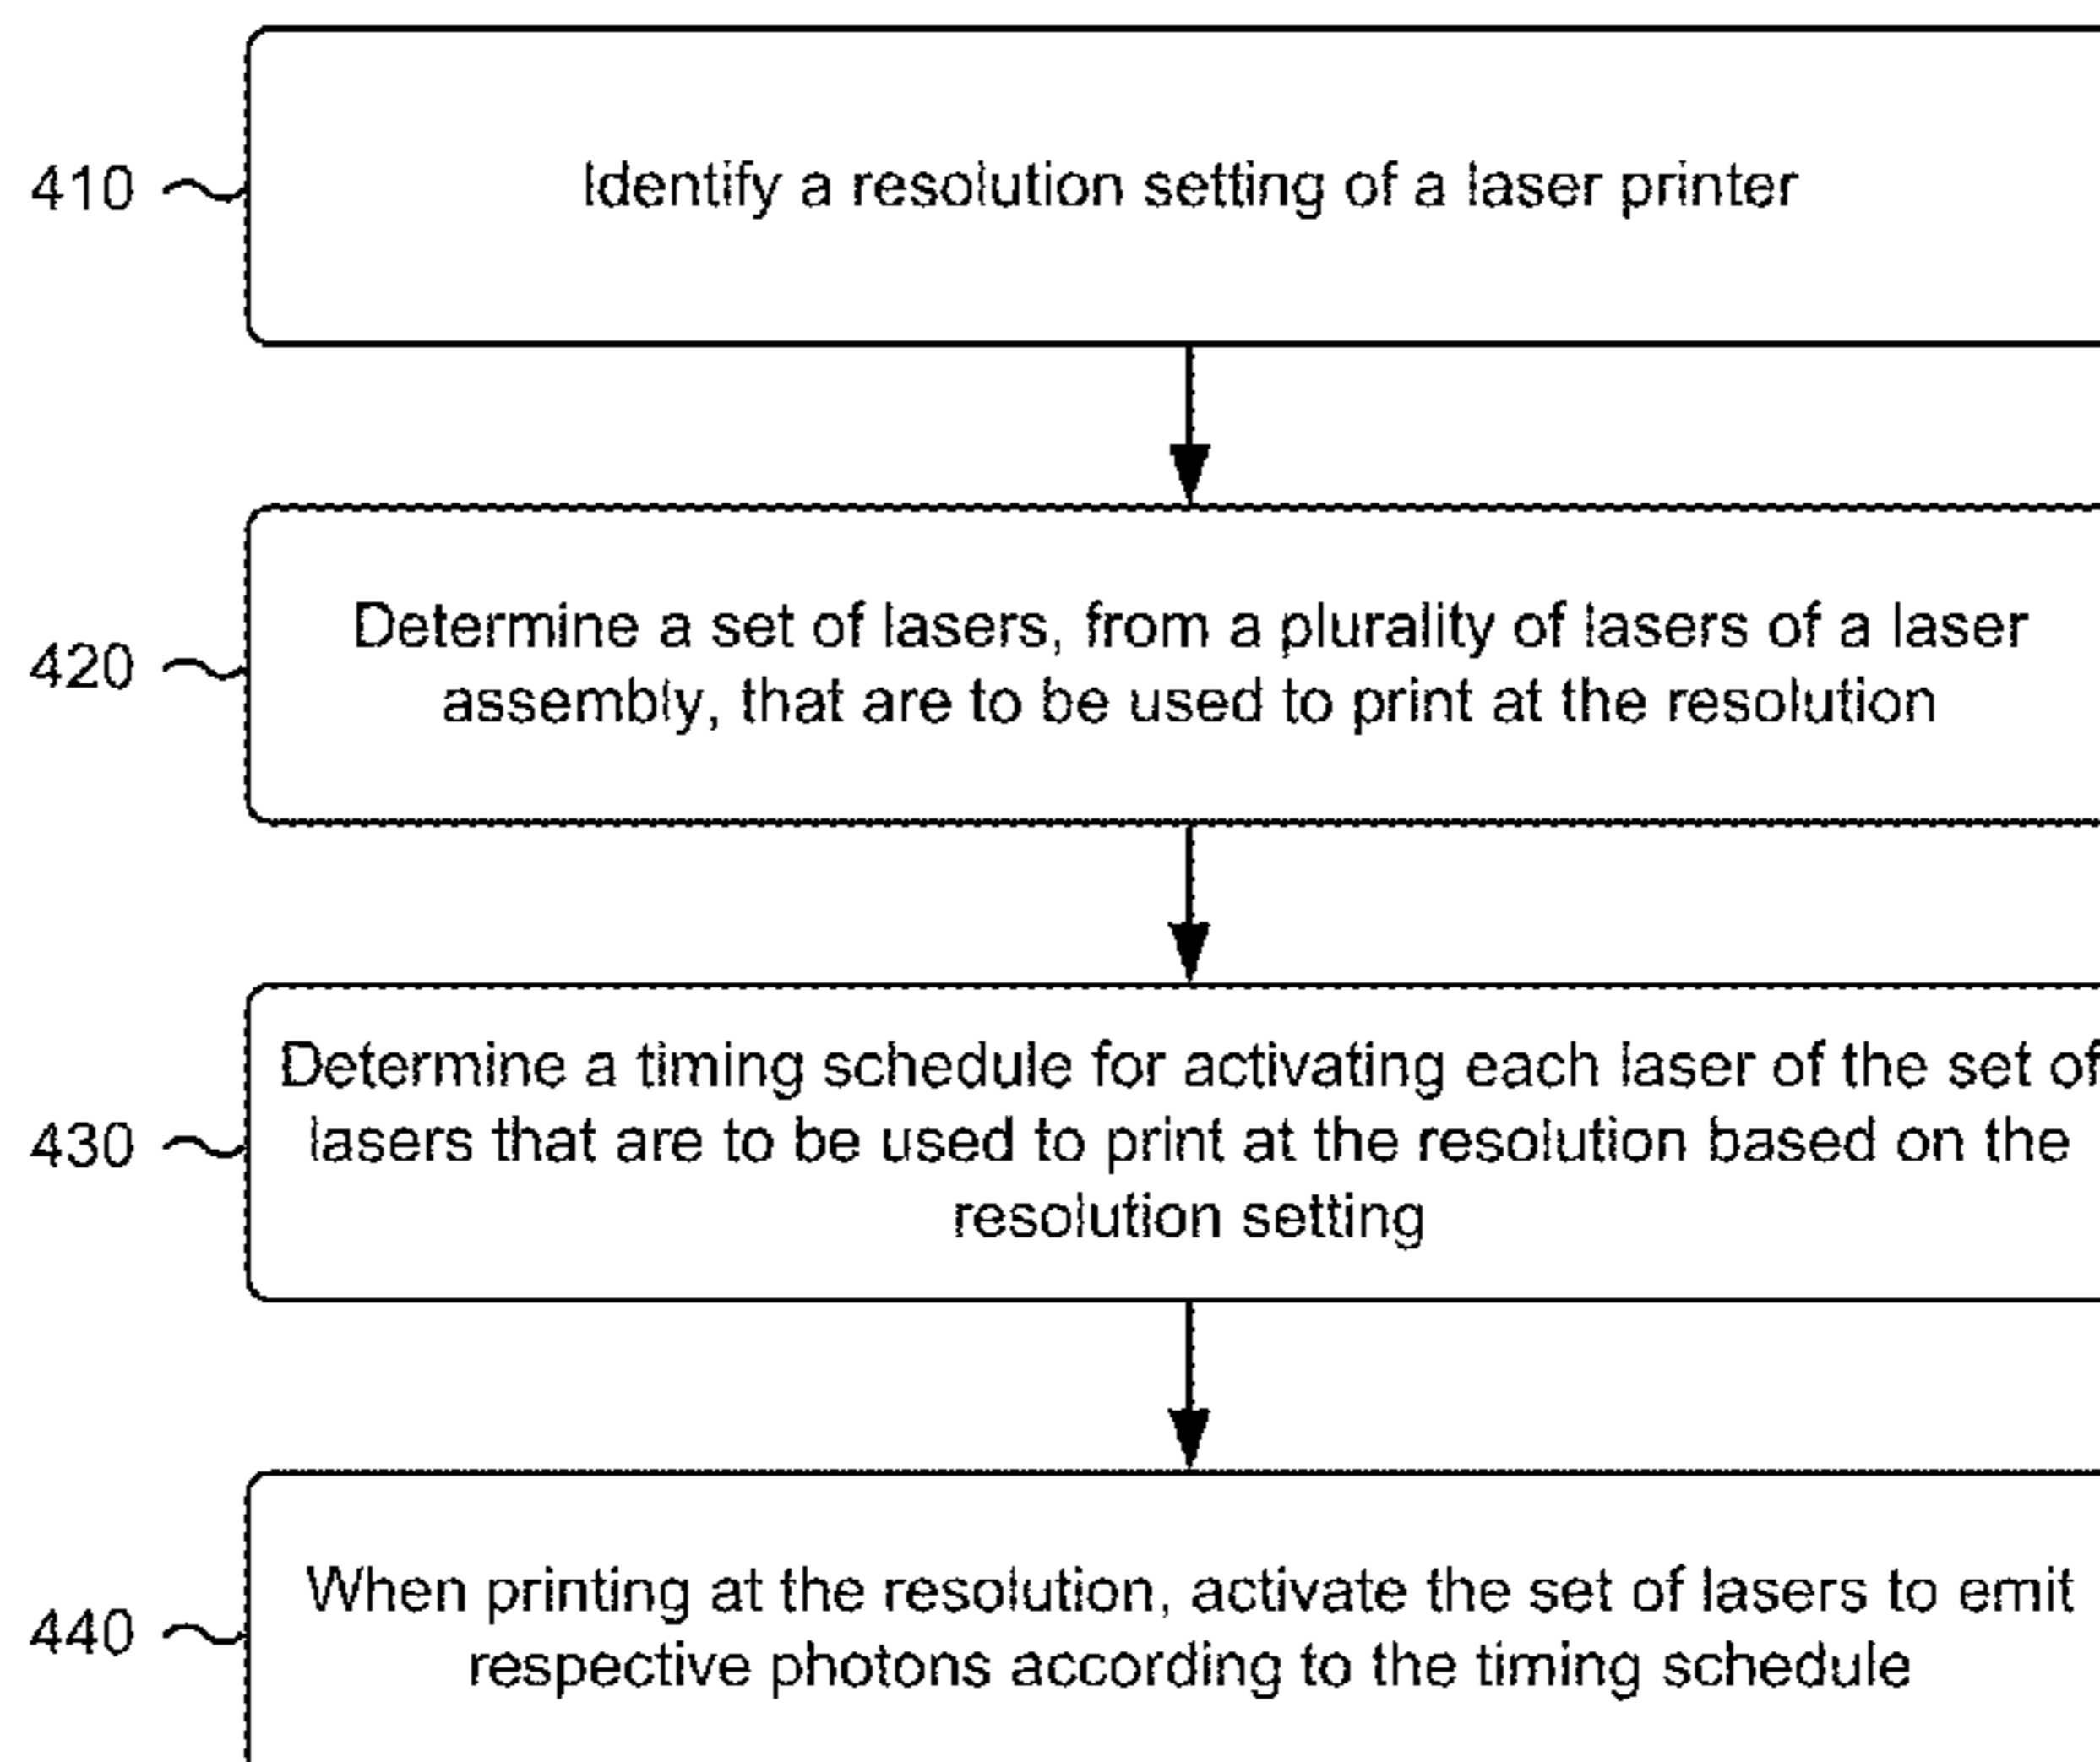 410
Identify a resolution setting of a laser printer
420
Determine a set of lasers, from a plurality of lasers of a laser
assembly, that are to be used to print at the resolution
430
Determine a timing schedule for activating each laser of the set of
lasers that are to be used to print at the resolution based on the
resolution setting
440
When printing at the resolution, activate the set of lasers to emit
respective photons according to the timing schedule